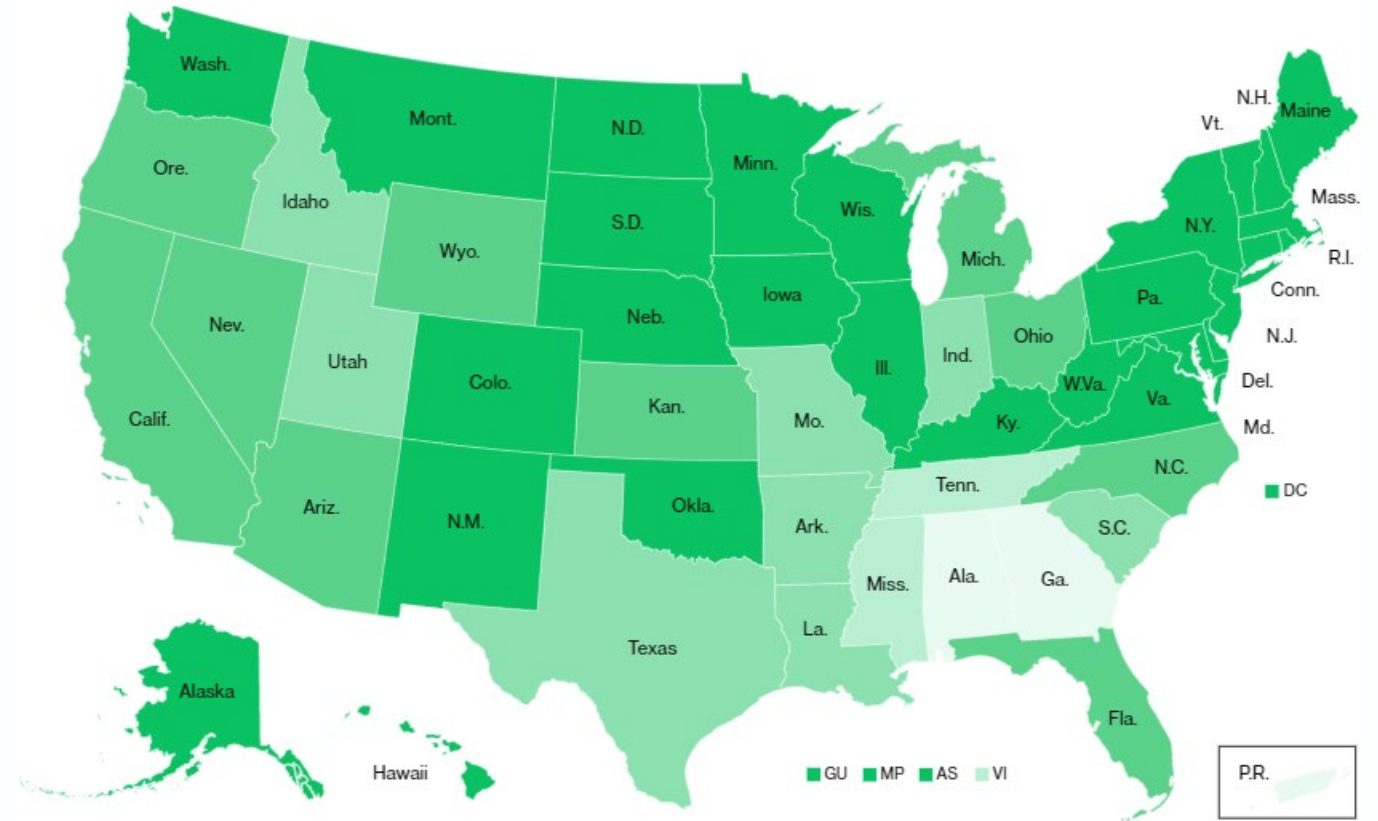 Wash.
Mont.
N.D.
Minn.
N.H.
Maine
Vt.
Ore.
Idaho
Wyo.
S.D.
Wis.
Mich.
N.Y.
Mass.
R.I.
Conn.
Nev.
Utah
Colo.
Neb.
Iowa
Ill.
Ind.
Ohio
Pa.
N.J.
Del.
Md.
Calif.
Kan.
Mo.
Ky.
W.Va.
Va.
DC
Ariz.
N.M.
Okla.
Ark.
Tenn.
N.C.
S.C.
Texas
La.
Miss.
Ala.
Ga.
Fla.
Alaska
Hawaii
GU MP AS VI
P.R.